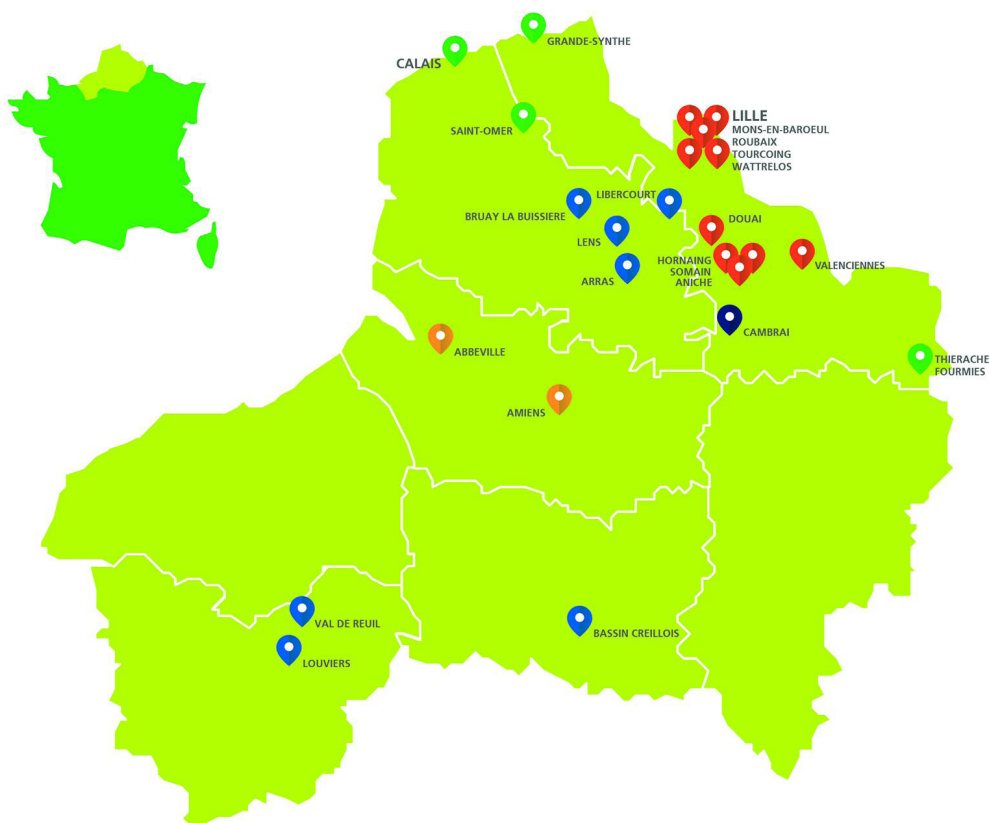 GRANDE-SYNTHE
CALAIS
SAINT-OMER
LILLE
MONS-EN-BAROEUL
ROUBAIX
TOURCOING
WATTRELOS
LIBERCOURT
BRUAY LA BUISSIERE
DOUAI
LENS
HORNAING
SOMAIN
ANICHE
VALENCIENNES
ARRAS
CAMBRAI
ABBEVILLE
THIERACHE
FOURMIES
AMIENS
VAL DE REUIL
BASSIN CREILLOIS
LOUVIERS